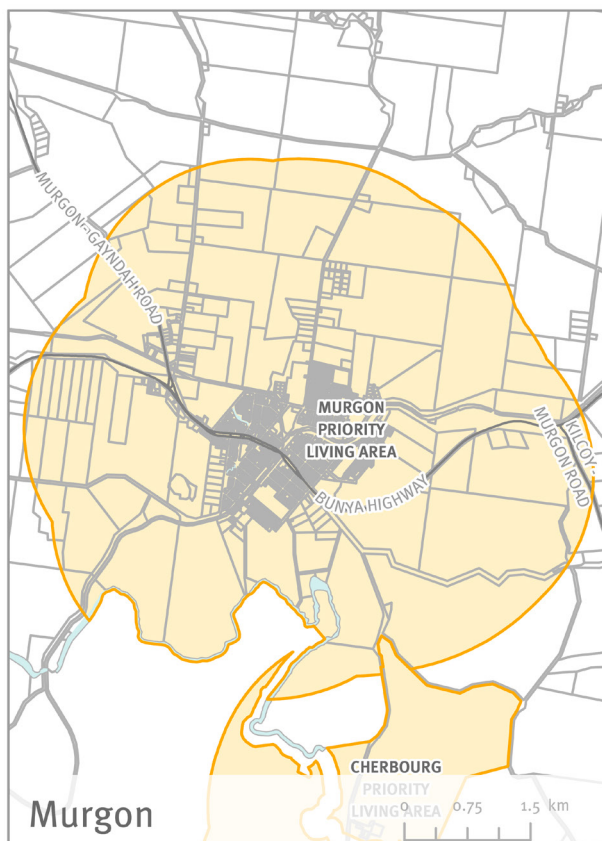 MURGON-GAYNDAH ROAD
MURGON
PRIORITY
LIVING AREA
BUNYA HIGHWAY
KILCOY -
MURGON ROAD
CHERBOURG
PRIORITY
LIVING AREA
Murgon
0 0.75 1.5 km